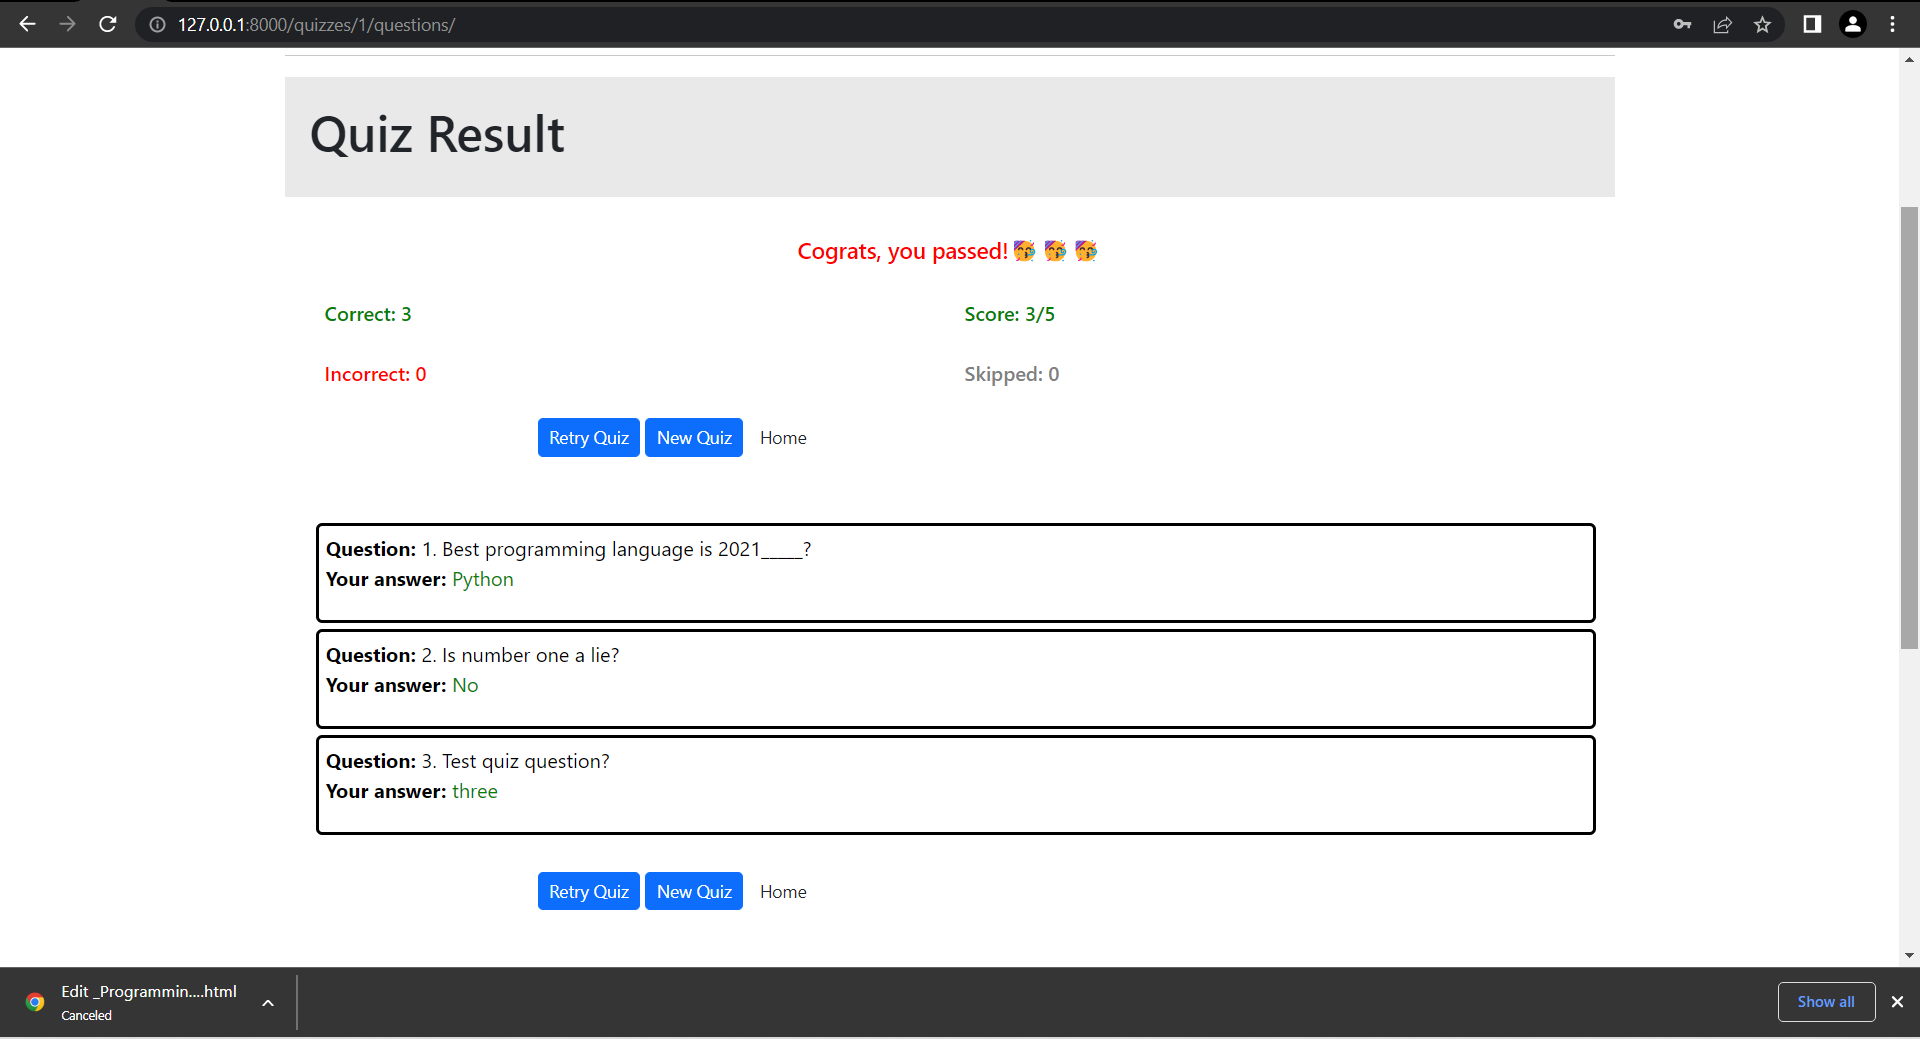 127.0.0.1:8000/quizzes/1/questions/
Quiz Result
Cograts, you passed! 🥳 🥳 🥳
Correct: 3
Score: 3/5
Incorrect: 0
Skipped: 0
Retry Quiz New Quiz Home
Question: 1. Best programming language is 2021_____?
Your answer: Python
Question: 2. Is number one a lie?
Your answer: No
Question: 3. Test quiz question?
Your answer: three
Retry Quiz New Quiz Home
Edit _Programmin....html
Canceled
Show all